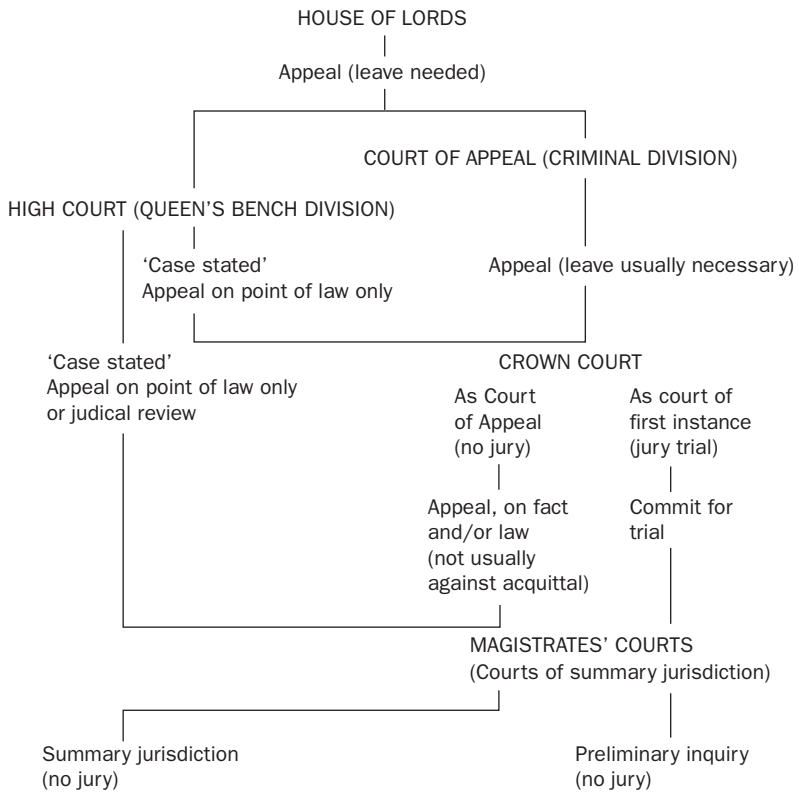 HOUSE OF LORDS
Appeal (leave needed)
COURT OF APPEAL (CRIMINAL DIVISION)
HIGH COURT (QUEEN’S BENCH DIVISION)
‘Case stated’
Appeal on point of law only
Appeal (leave usually necessary)
‘Case stated’
Appeal on point of law only
or judical review
CROWN COURT
As Court
of Appeal
(no jury)
As court of
first instance
(jury trial)
Appeal, on fact
and/or law
(not usually
against acquittal)
Commit for
trial
MAGISTRATES’ COURTS
(Courts of summary jurisdiction)
Summary jurisdiction
(no jury)
Preliminary inquiry
(no jury)